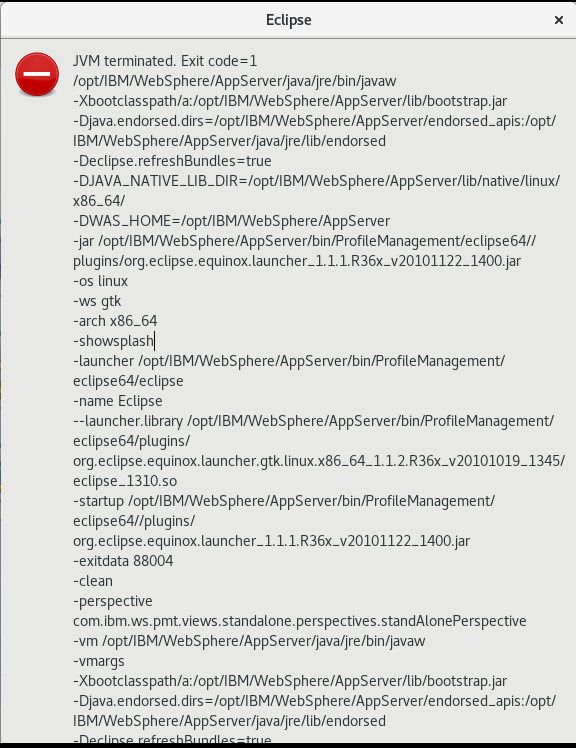 Eclipse
JVM terminated. Exit code=1
/opt/IBM/WebSphere/AppServer/java/jre/bin/javaw
-Xbootclasspath/a:/opt/IBM/WebSphere/AppServer/lib/bootstrap.jar
-Djava.endorsed.dirs=/opt/IBM/WebSphere/AppServer/endorsed_apis:/opt/
IBM/WebSphere/AppServer/java/jre/lib/endorsed
-Declipse.refreshBundles=true
-DJAVA_NATIVE_LIB_DIR=/opt/IBM/WebSphere/AppServer/lib/native/linux/
x86_64/
-DWAS_HOME=/opt/IBM/WebSphere/AppServer
-jar /opt/IBM/WebSphere/AppServer/bin/ProfileManagement/eclipse64//
plugins/org.eclipse.equinox.launcher_1.1.1.R36x_v20101122_1400.jar
-os linux
-ws gtk
-arch x86_64
-showsplash
-launcher /opt/IBM/WebSphere/AppServer/bin/ProfileManagement/
eclipse64/eclipse
-name Eclipse
--launcher.library /opt/IBM/WebSphere/AppServer/bin/ProfileManagement/
eclipse64/plugins/
org.eclipse.equinox.launcher.gtk.linux.x86_64_1.1.2.R36x_v20101019_1345/
eclipse_1310.so
-startup /opt/IBM/WebSphere/AppServer/bin/ProfileManagement/
eclipse64//plugins/
org.eclipse.equinox.launcher_1.1.1.R36x_v20101122_1400.jar
-exitdata 88004
-clean
-perspective
com.ibm.ws.pmt.views.standalone.perspectives.standAlonePerspective
-vm /opt/IBM/WebSphere/AppServer/java/jre/bin/javaw
-vmargs
-Xbootclasspath/a:/opt/IBM/WebSphere/AppServer/lib/bootstrap.jar
-Djava.endorsed.dirs=/opt/IBM/WebSphere/AppServer/endorsed_apis:/opt/
IBM/WebSphere/AppServer/java/jre/lib/endorsed
-Declipse.refreshBundles=true